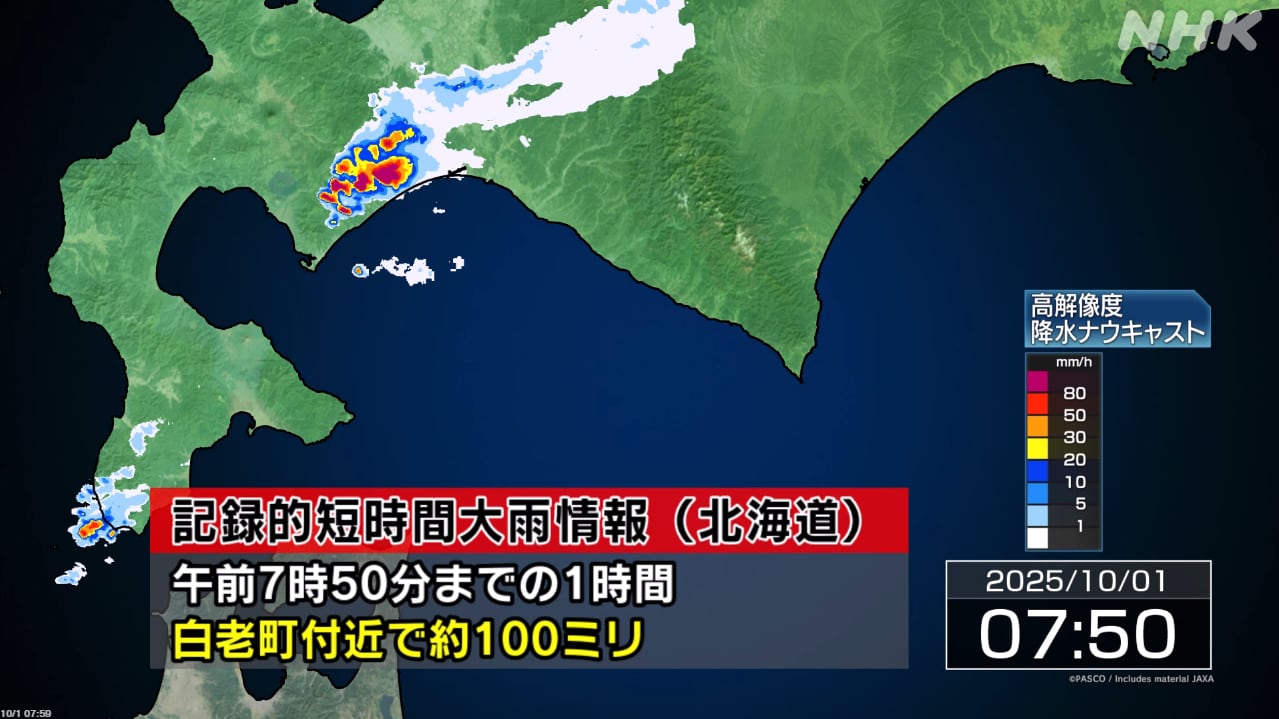 NHK
高解像度
降水ナウキャスト
mm/h
80
50
30
20
10
5
1
記録的短時間大雨情報（北海道）
午前7時50分までの1時間
白老町付近で約100ミリ
2025/10/01
07:50
©PASCO / Includes material JAXA
10/1 07:59